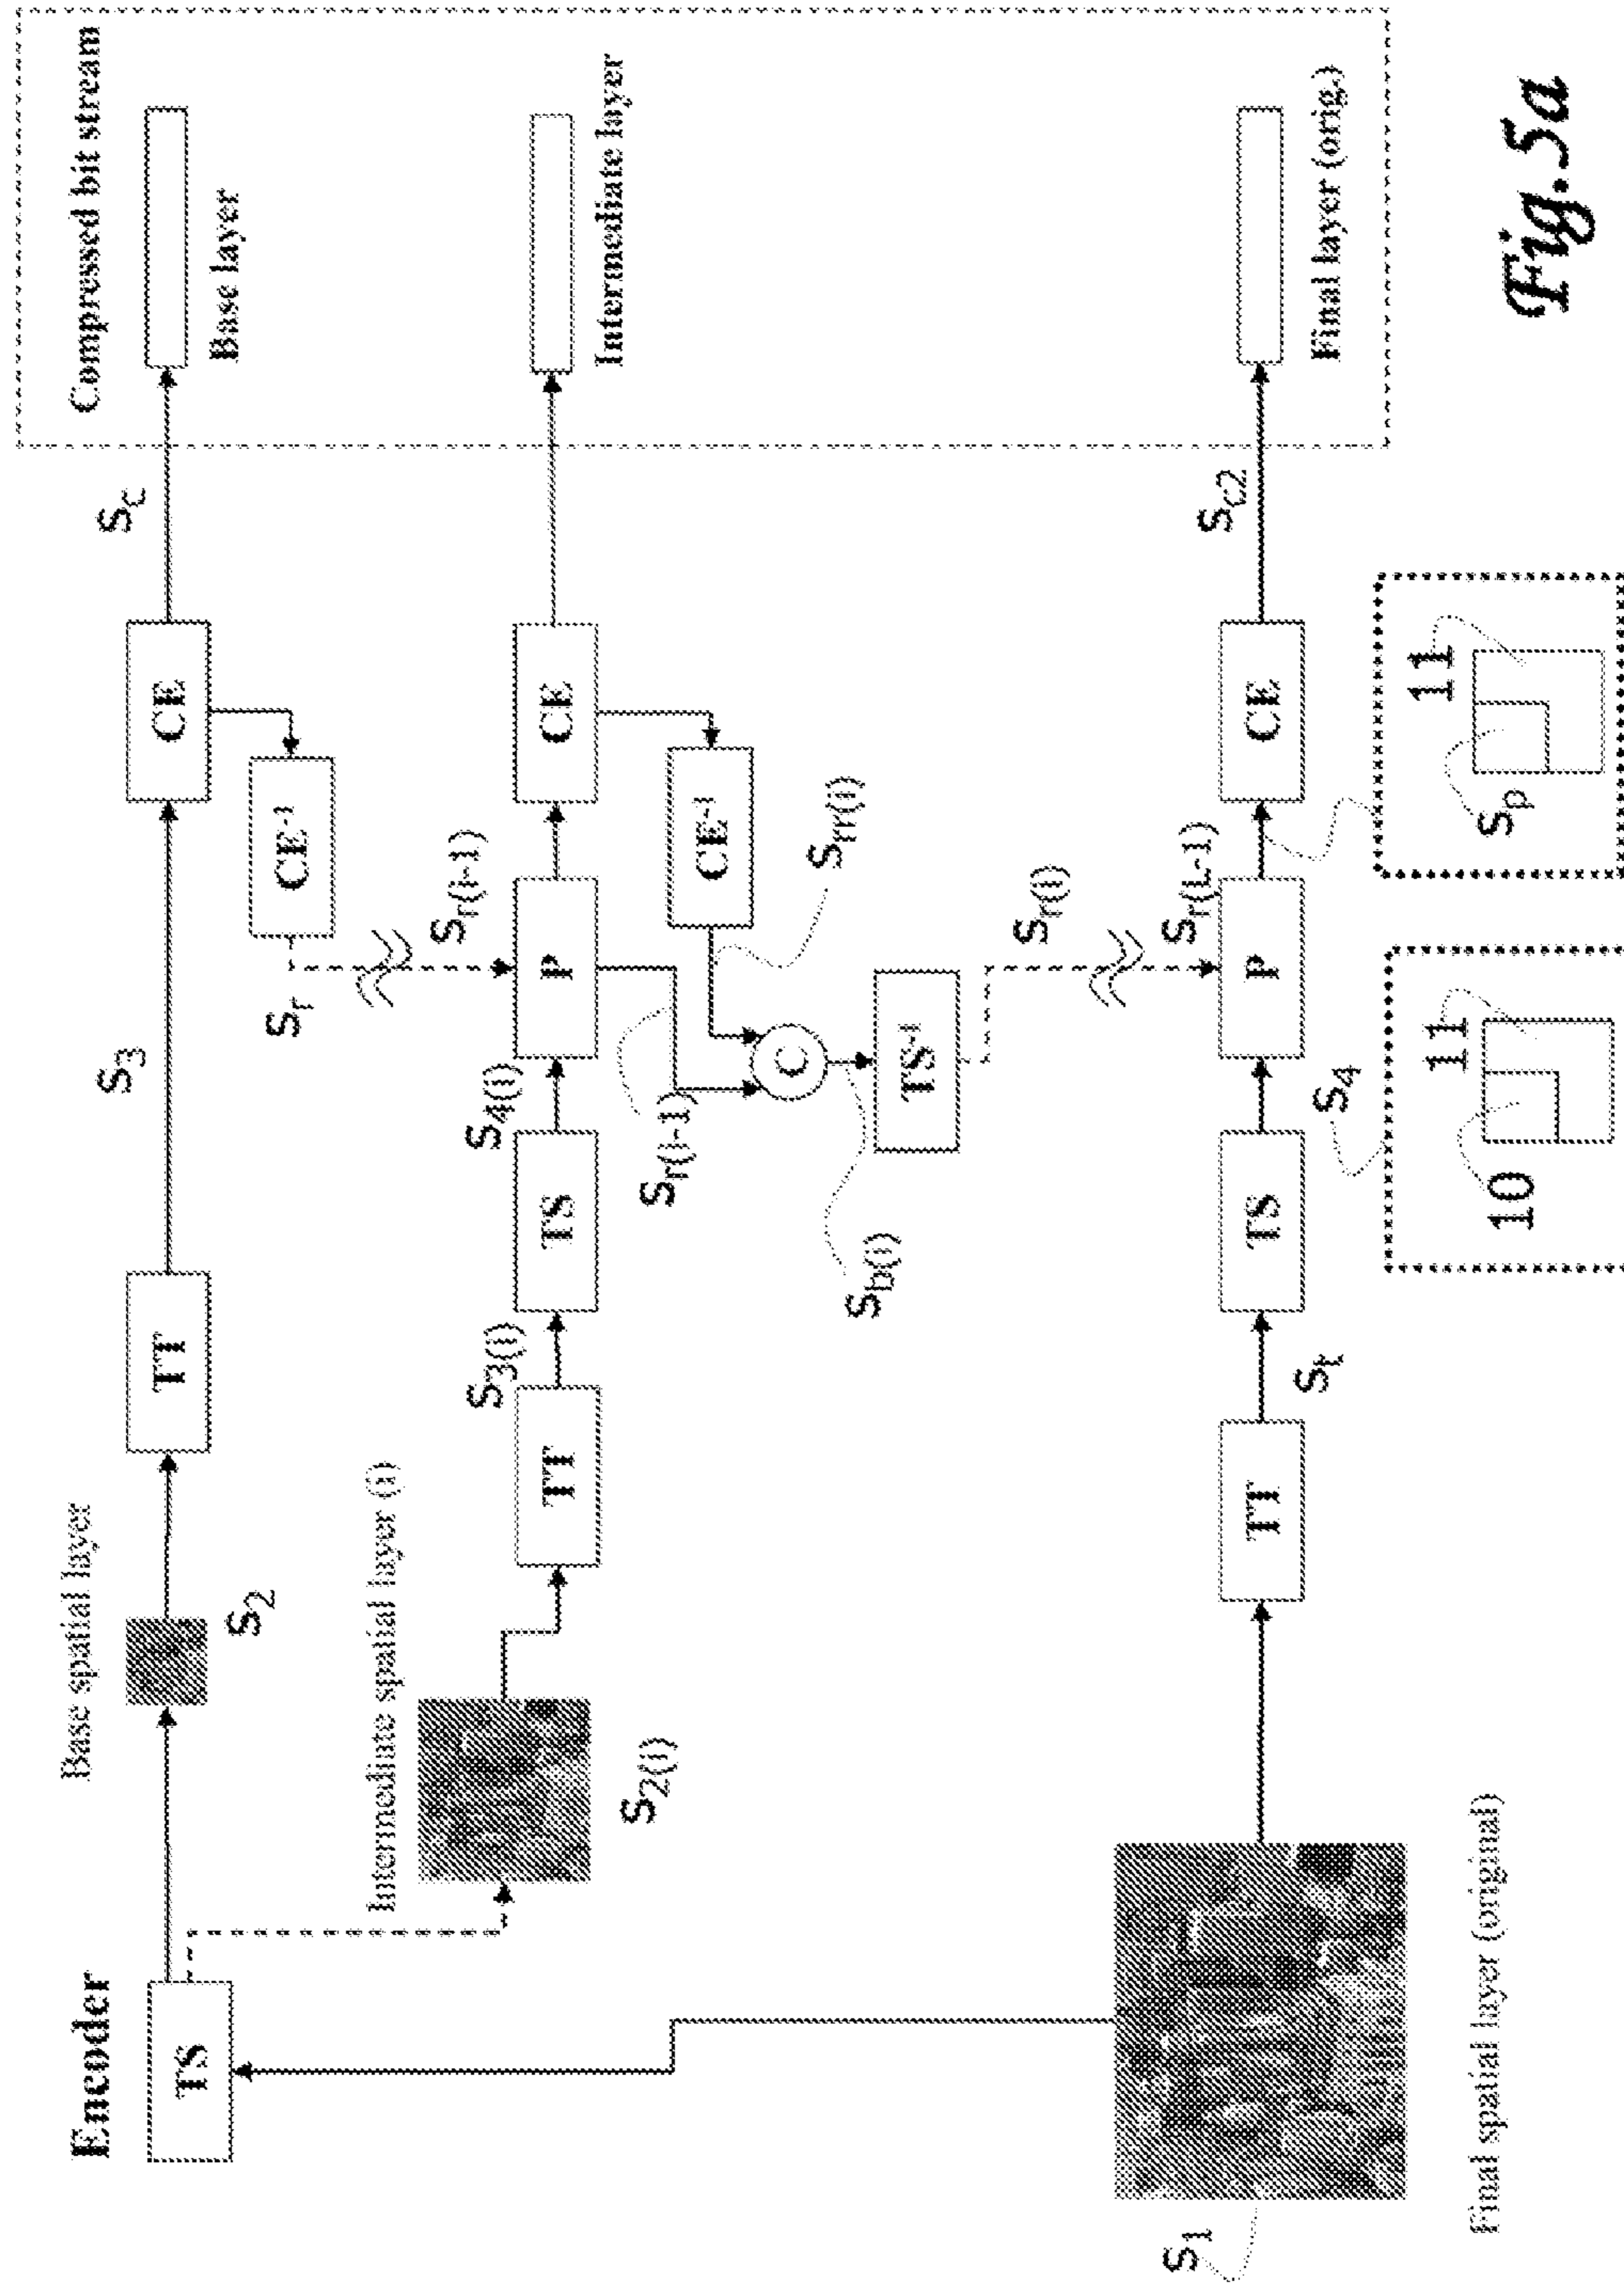 Encoder
TS
Base spatial layer
S2
TT
S3
CE
Sc
Compressed bit stream
Base layer
CE-1
Sr
Intermediate spatial layer (i)
S2(i)
TT
S3(i)
TS
S4(i)
P
Sr(i-1)
CE
Intermediate layer
CE-1
Sr(i-1)
Srr(i)
C
Sb(i)
TS-1
Sr(i)
S1
Final spatial layer (original)
TT
St
TS
S4
P
Sr(L-1)
CE
Sc2
Final layer (orig.)
10
11
Sp
11
Fig.5a